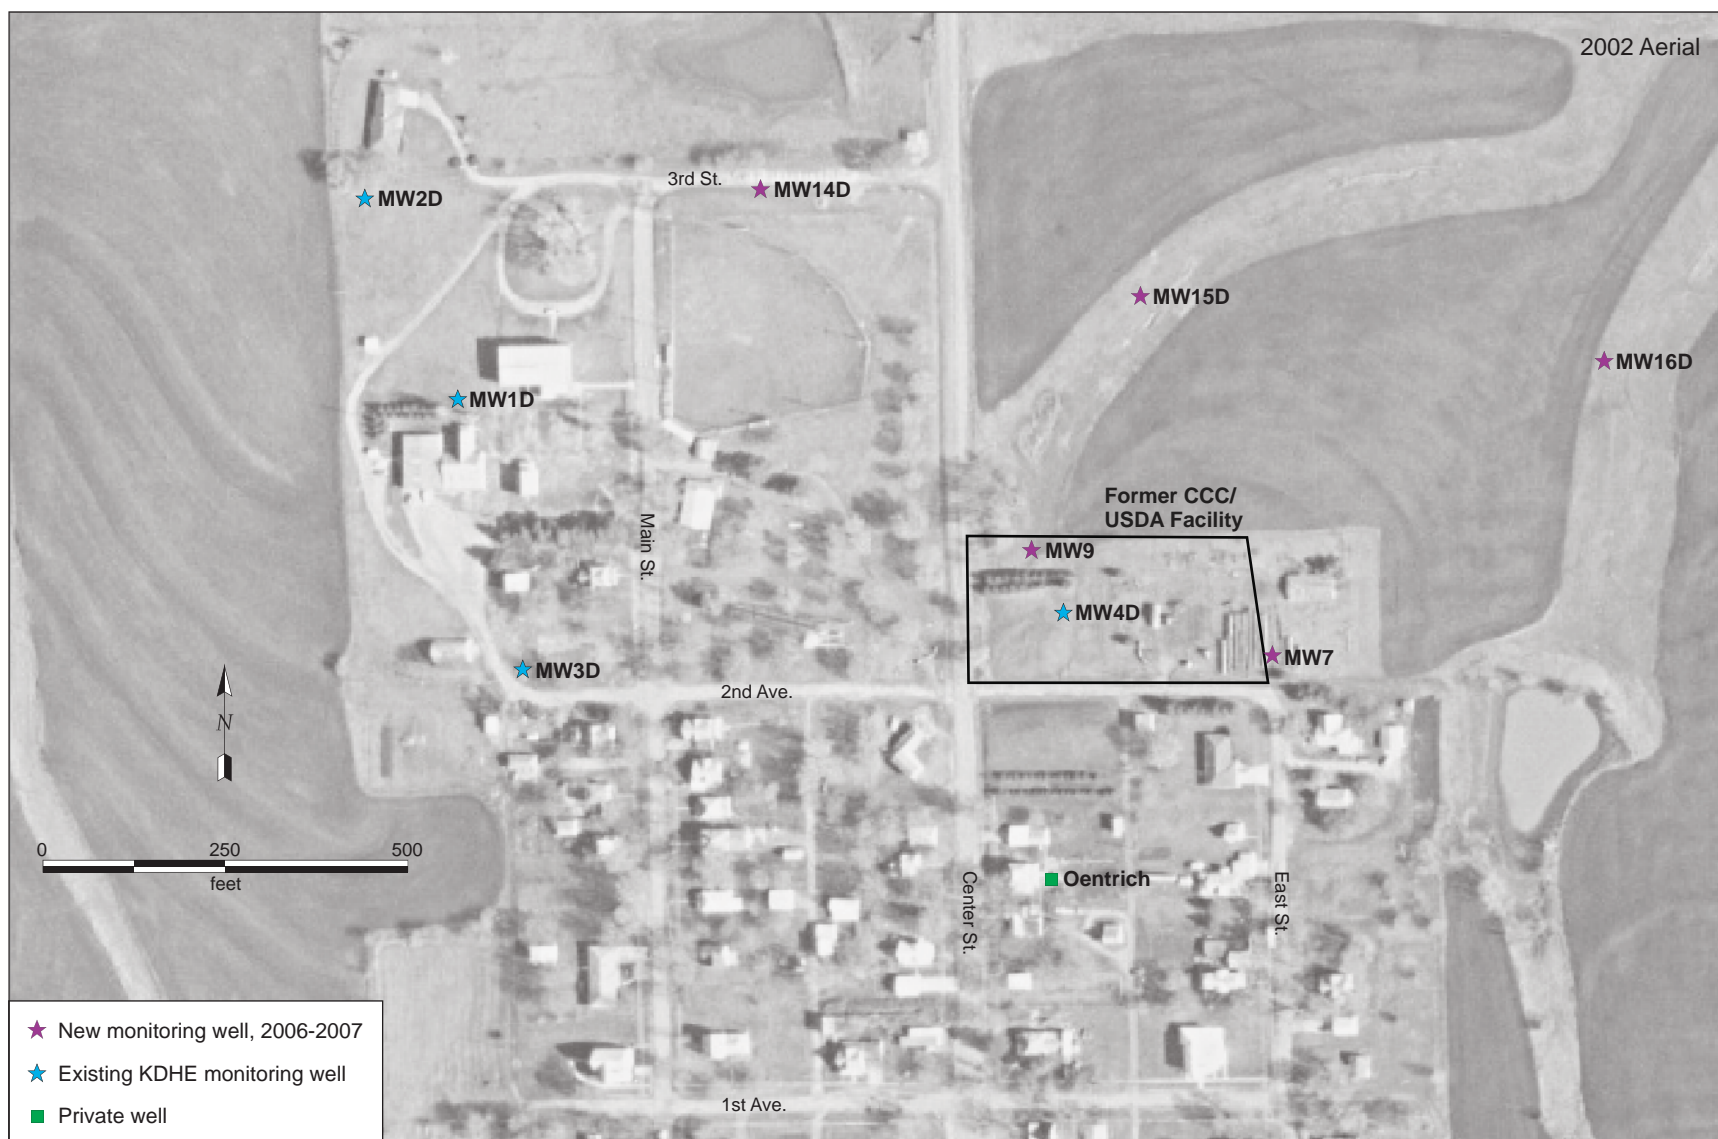 2002 Aerial
3rd St.
MW14D
MW2D
MW15D
MW16D
MW1D
Former CCC/
USDA Facility
Main St.
MW9
MW4D
MW7
MW3D
2nd Ave.
N
0 250 500
feet
Oentrich
Center St.
East St.
New monitoring well, 2006-2007
Existing KDHE monitoring well
Private well
1st Ave.